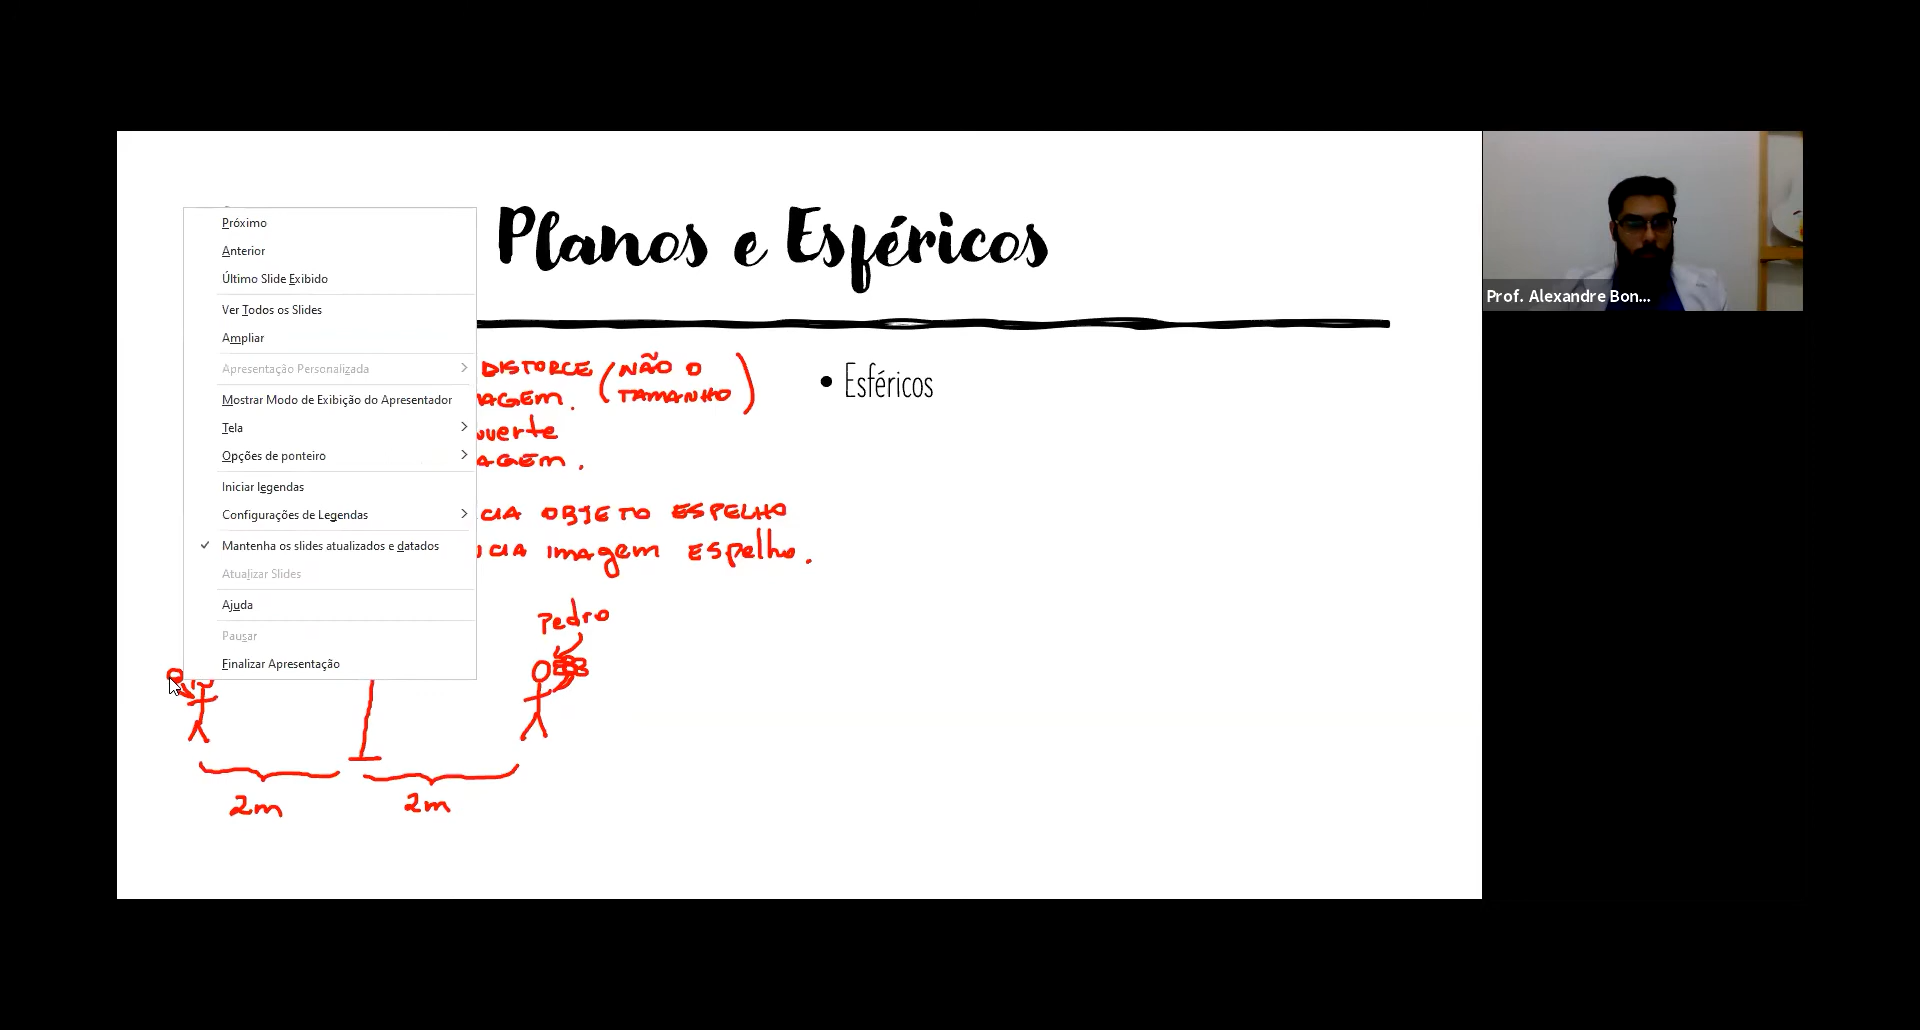 Planos e Esféricos
Próximo
Anterior
Último Slide Exibido
Ver Todos os Slides
Ampliar
Apresentação Personalizada
Mostrar Modo de Exibição do Apresentador
Tela
Opções de ponteiro
Iniciar legendas
Configurações de Legendas
Mantenha os slides atualizados e datados
Atualizar Slides
Ajuda
Pausar
Finalizar Apresentação
DISTORCE (NÃO O
AGEM. TAMANHO)
verte
AGEM.
CIA OBJETO ESPELHO
CIA imagem Espelho.
Pedro
2m 2m
• Esféricos
Prof. Alexandre Bon...